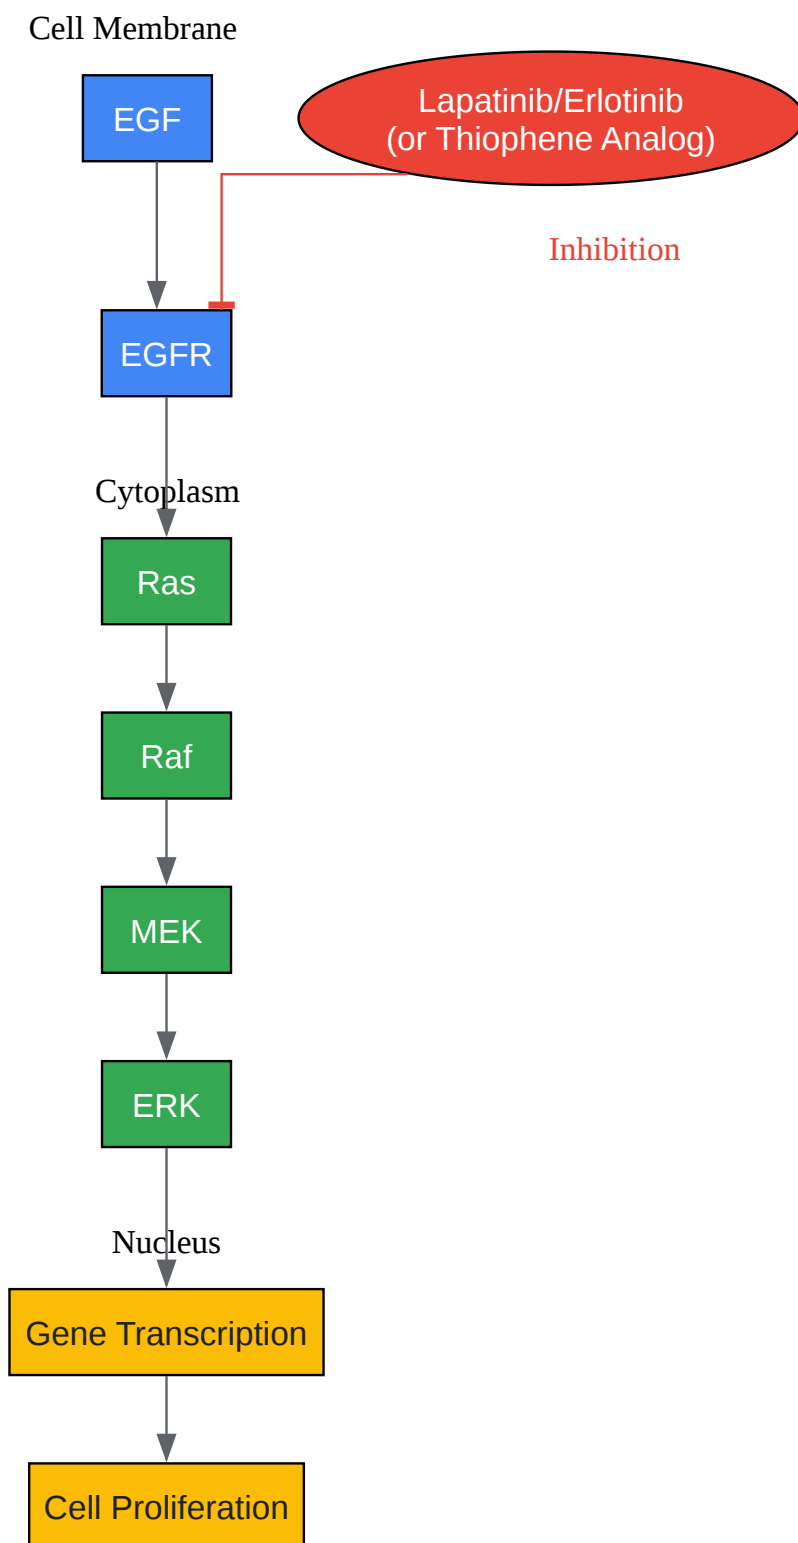 Cell Membrane
EGF
Lapatinib/Erlotinib
(or Thiophene Analog)
Inhibition
EGFR
Cytoplasm
Ras
Raf
MEK
ERK
Nucleus
Gene Transcription
Cell Proliferation